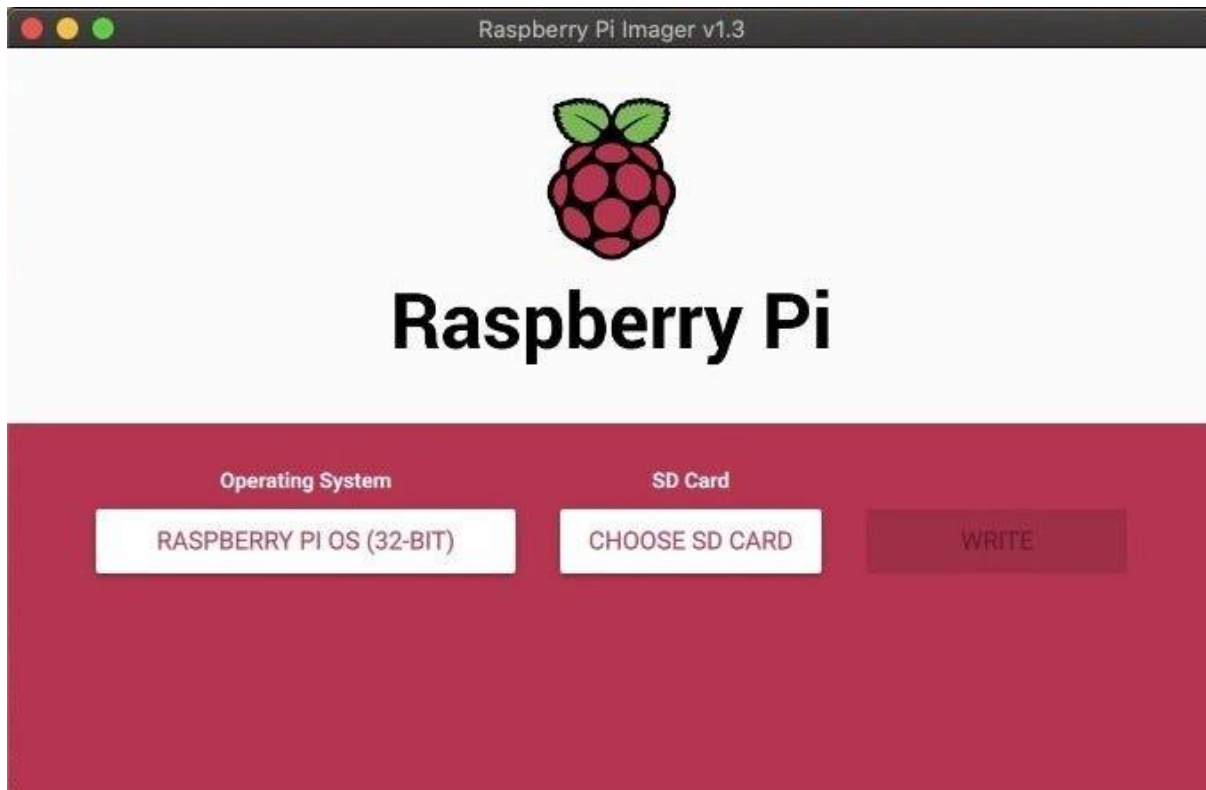 Raspberry Pi Imager v1.3
Raspberry Pi
Operating System
SD Card
RASPBERRY PI OS (32-BIT)
CHOOSE SD CARD
WRITE